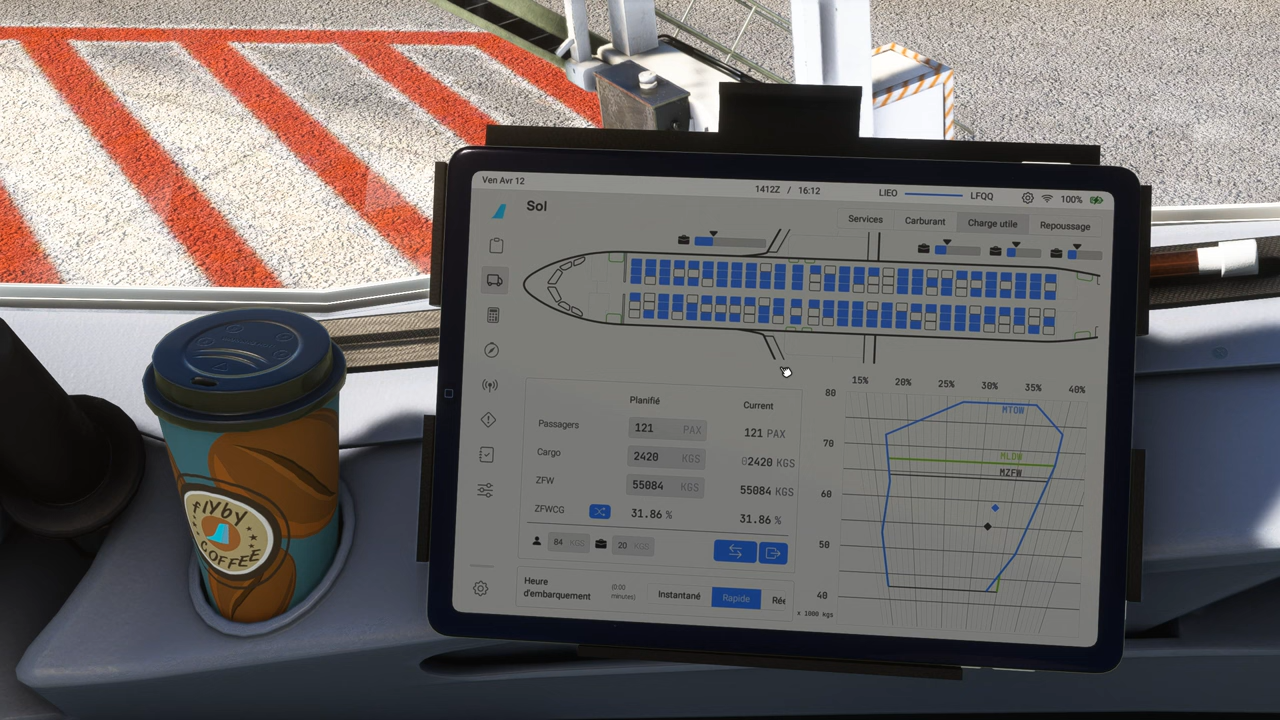 Ven Avr 12
1412Z / 16:12
LIEO
LFQQ
100%
Sol
Services
Carburant
Charge utile
Repoussage
Planifié
Current
Passagers
121 PAX
121 PAX
Cargo
2420 KGS
02420 KGS
ZFW
55084 KGS
55084 KGS
ZFWCG
31.86 %
31.86 %
84 KGS
20 KGS
Heure
d'embarquement
(0:00
minutes)
Instantané
Rapide
Rée
15% 20% 25% 30% 35% 40%
80
70
60
50
40
x 1000 kgs
MTOW
MLDW
MZFW
flyby
COFFEE